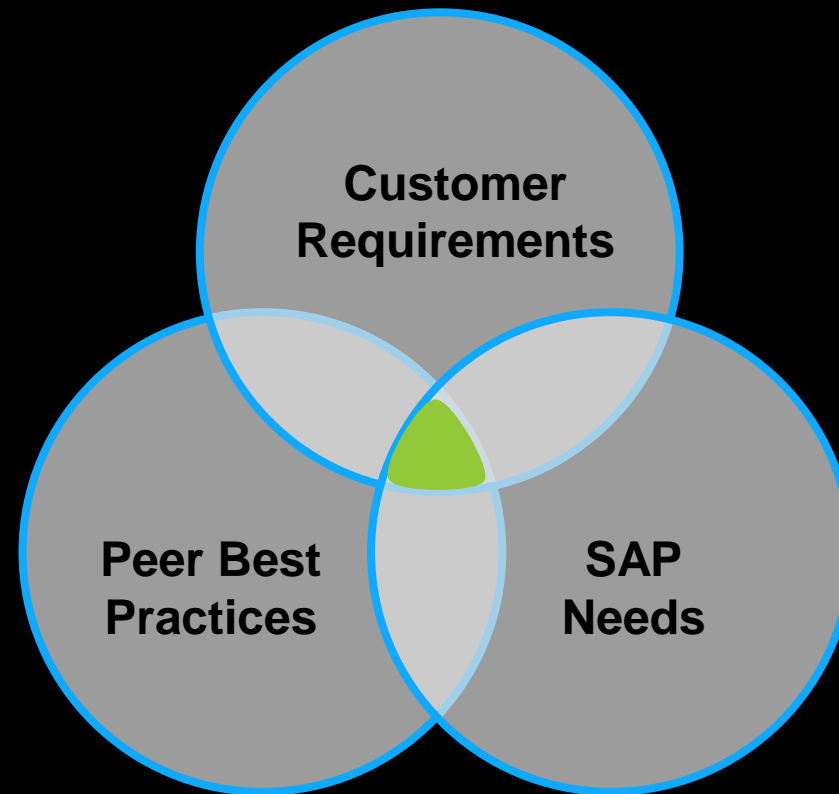 Customer
Requirements
Peer Best
Practices
SAP
Needs